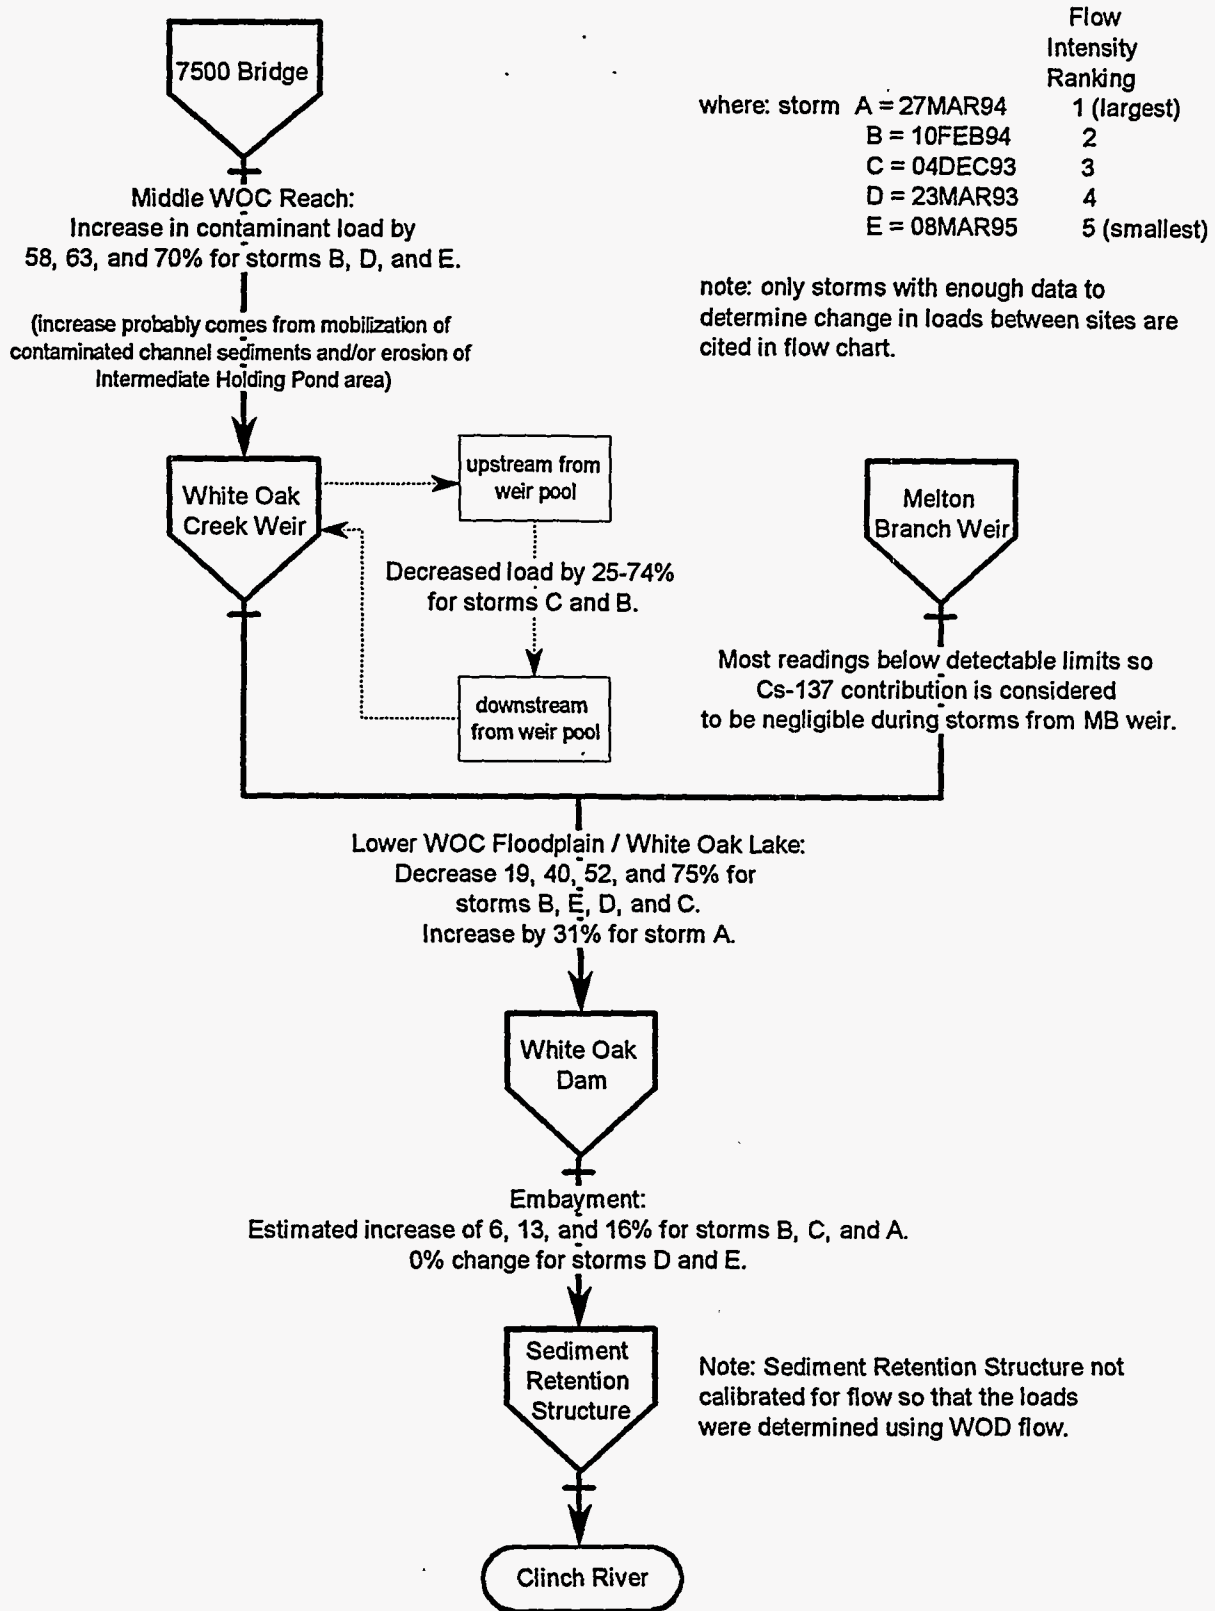 7500 Bridge
Flow
Intensity
Ranking
where: storm A = 27MAR94 1 (largest)
B = 10FEB94 2
C = 04DEC93 3
D = 23MAR93 4
E = 08MAR95 5 (smallest)
note: only storms with enough data to
determine change in loads between sites are
cited in flow chart.
Middle WOC Reach:
Increase in contaminant load by
58, 63, and 70% for storms B, D, and E.
(increase probably comes from mobilization of
contaminated channel sediments and/or erosion of
Intermediate Holding Pond area)
White Oak
Creek Weir
upstream from
weir pool
Decreased load by 25-74%
for storms C and B.
downstream
from weir pool
Melton
Branch Weir
Most readings below detectable limits so
Cs-137 contribution is considered
to be negligible during storms from MB weir.
Lower WOC Floodplain / White Oak Lake:
Decrease 19, 40, 52, and 75% for
storms B, E, D, and C.
Increase by 31% for storm A.
White Oak
Dam
Embayment:
Estimated increase of 6, 13, and 16% for storms B, C, and A.
0% change for storms D and E.
Sediment
Retention
Structure
Note: Sediment Retention Structure not
calibrated for flow so that the loads
were determined using WOD flow.
Clinch River